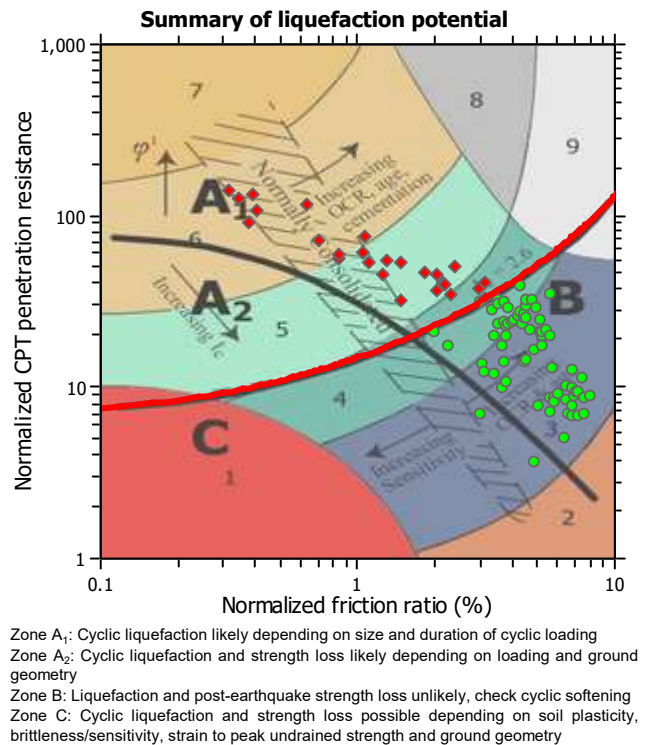 Summary of liquefaction potential
1,000
7
8
9
φ'
Increasing
OCR, age,
cementation
Normally Consolidated
A1
100
6
= 2.6
B
A2
Increasing Ic
5
Normalized CPT penetration resistance
10
4
C
Increasing
Sensitivity
3
1
2
1
0.1
1
10
Normalized friction ratio (%)
Zone A1: Cyclic liquefaction likely depending on size and duration of cyclic loading
Zone A2: Cyclic liquefaction and strength loss likely depending on loading and ground
geometry
Zone B: Liquefaction and post-earthquake strength loss unlikely, check cyclic softening
Zone C: Cyclic liquefaction and strength loss possible depending on soil plasticity,
brittleness/sensitivity, strain to peak undrained strength and ground geometry